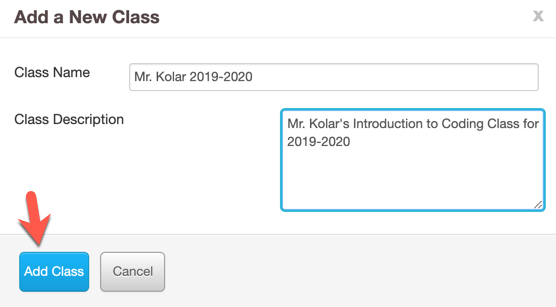 Add a New Class
x
Class Name
Mr. Kolar 2019-2020
Class Description
Mr. Kolar's Introduction to Coding Class for
2019-2020
Add Class
Cancel